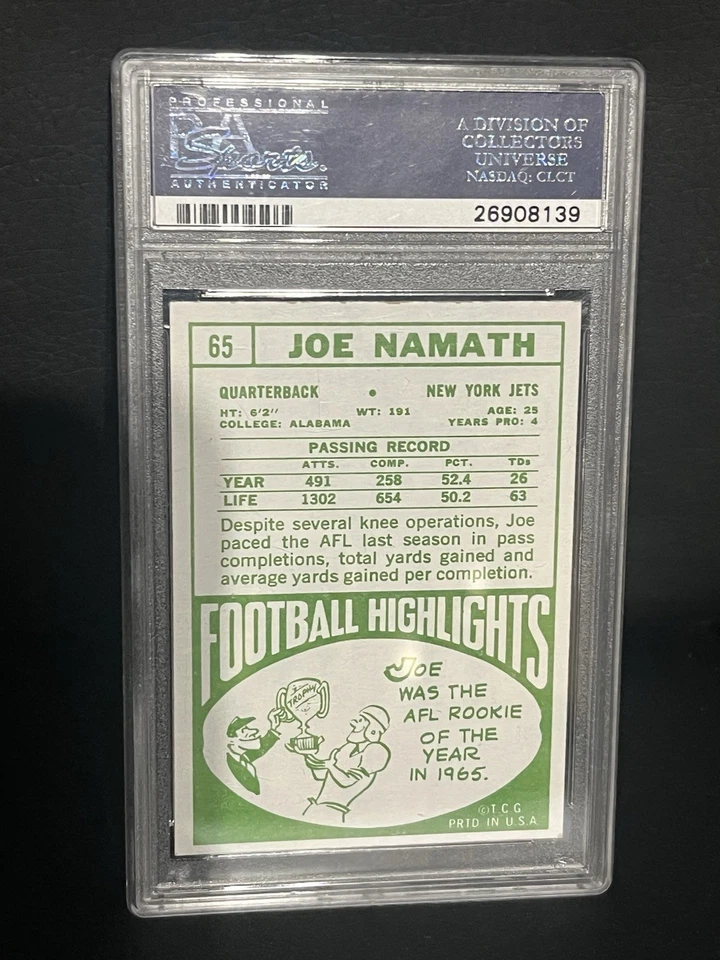 PROFESSIONAL
PSA
Sports.
AUTHENTICATOR
A DIVISION OF
COLLECTORS
UNIVERSE
NASDAQ: CLCT
26908139
65 JOE NAMATH
QUARTERBACK • NEW YORK JETS
HT: 6'2" WT: 191 AGE: 25
COLLEGE: ALABAMA YEARS PRO: 4
PASSING RECORD
ATTS. COMP. PCT. TDs
YEAR 491 258 52.4 26
LIFE 1302 654 50.2 63
Despite several knee operations, Joe
paced the AFL last season in pass
completions, total yards gained and
average yards gained per completion.
FOOTBALL HIGHLIGHTS
TROPHY
JOE
WAS THE
AFL ROOKIE
OF THE
YEAR
IN 1965.
© T.C.G
PRTD IN U.S.A